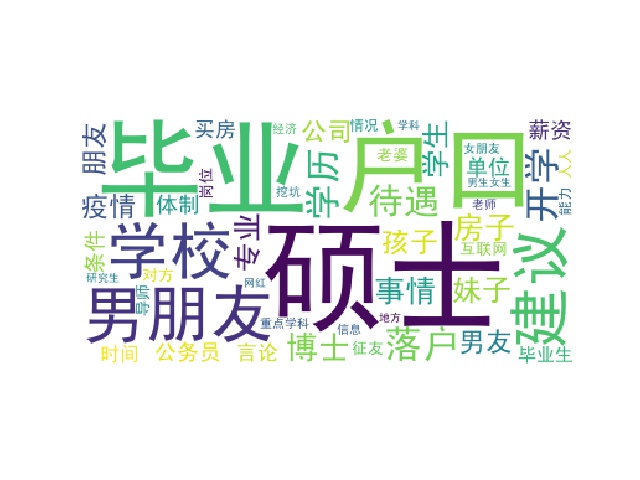 毕业
户口
硕士
学校
男朋友
建议
朋友
买房
经济
公司
情况
学科
薪资
学历
老婆
学生
女朋友
单位
开学
人人
疫情
体制
岗位
挖坑
待遇
男生女生
老师
能力
条件
专业
孩子
房子
互联网
研究生
对方
导师
网红
事情
妹子
重点学科
信息
地方
时间
公务员
言论
博士
征友
落户
男友
毕业生